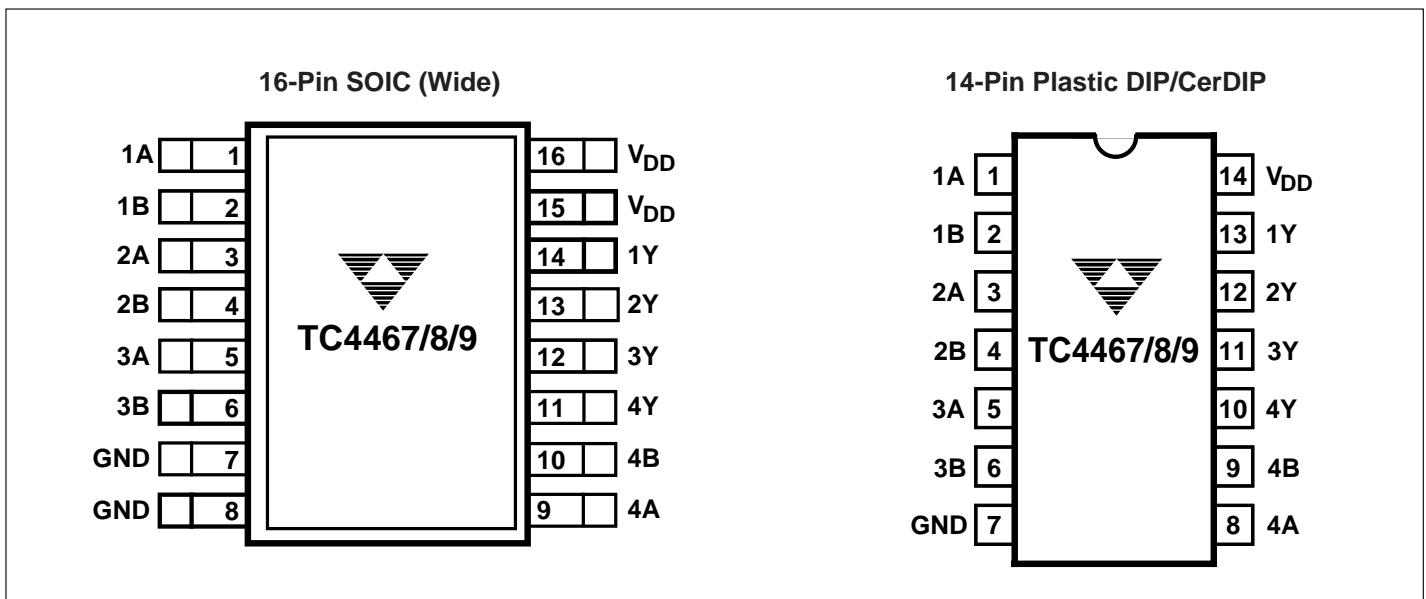 16-Pin SOIC (Wide)
1A 1 16 VDD
1B 2 15 VDD
2A 3 14 1Y
2B 4 13 2Y
TC4467/8/9
3A 5 12 3Y
3B 6 11 4Y
GND 7 10 4B
GND 8 9 4A
14-Pin Plastic DIP/CerDIP
1A 1 14 VDD
1B 2 13 1Y
2A 3 12 2Y
2B 4 TC4467/8/9 11 3Y
3A 5 10 4Y
3B 6 9 4B
GND 7 8 4A